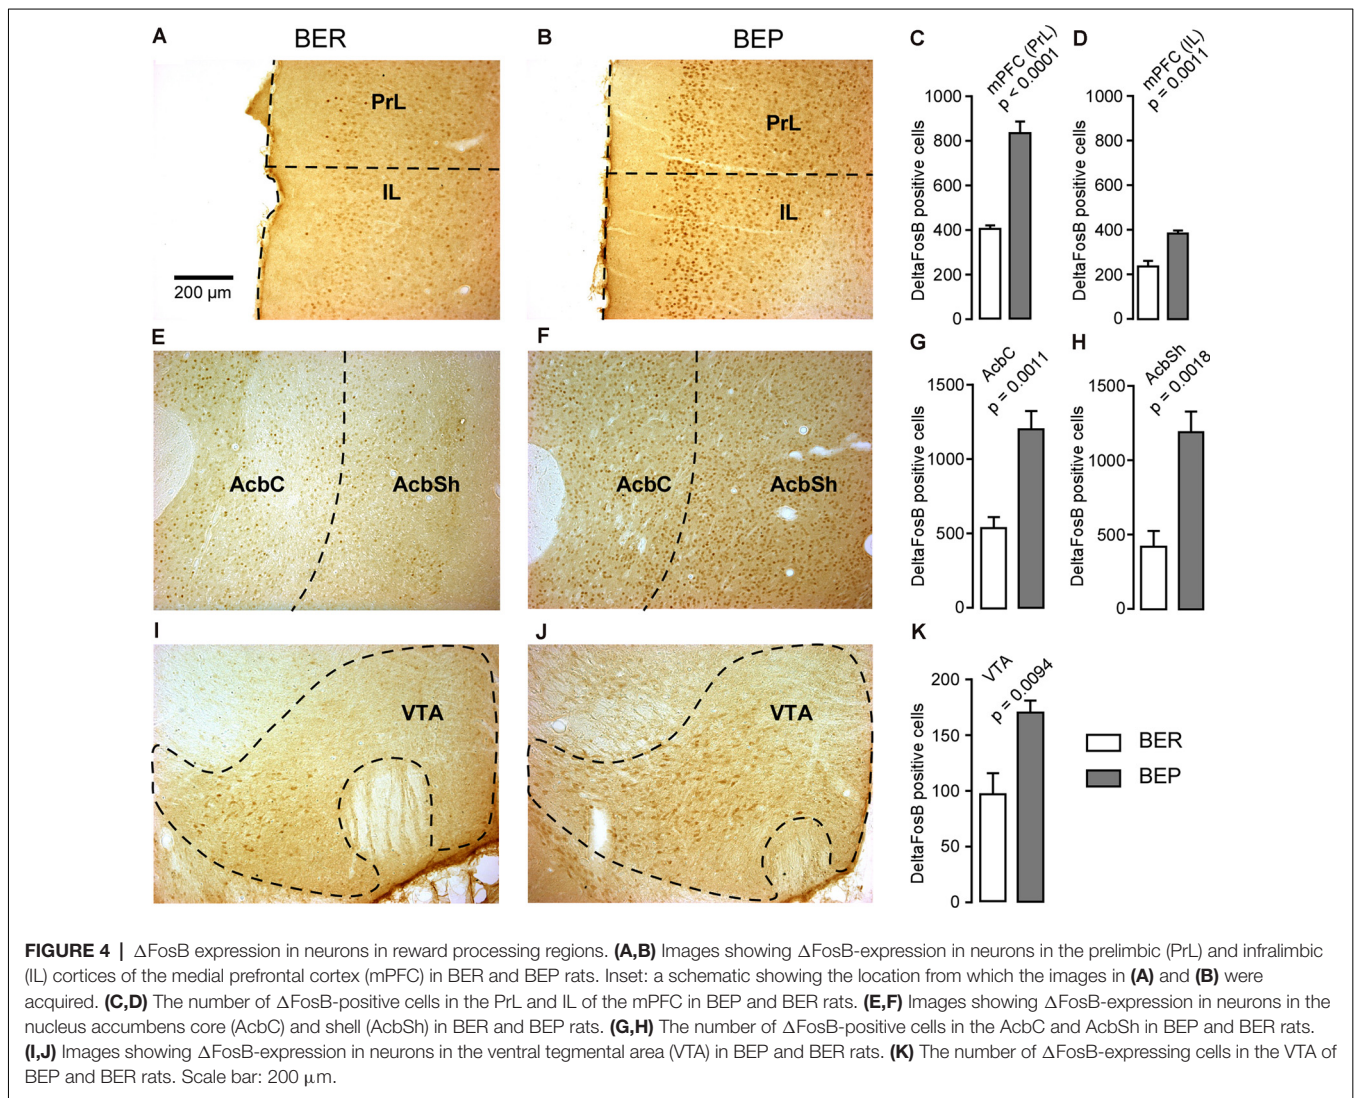 A
BER
B
BEP
C
mPFC (PrL)
p < 0.0001
D
mPFC (IL)
p = 0.0011
PrL
IL
200 µm
PrL
IL
DeltaFosB positive cells
1000
800
600
400
200
0
DeltaFosB positive cells
1000
800
600
400
200
0
E
AcbC
AcbSh
F
AcbC
AcbSh
G
AcbC
p = 0.0011
DeltaFosB positive cells
1500
1000
500
0
H
AcbSh
p = 0.0018
DeltaFosB positive cells
1500
1000
500
0
I
VTA
J
VTA
K
VTA
p = 0.0094
DeltaFosB positive cells
200
150
100
50
0
BER
BEP
FIGURE 4 | ΔFosB expression in neurons in reward processing regions. (A,B) Images showing ΔFosB-expression in neurons in the prelimbic (PrL) and infralimbic
(IL) cortices of the medial prefrontal cortex (mPFC) in BER and BEP rats. Inset: a schematic showing the location from which the images in (A) and (B) were
acquired. (C,D) The number of ΔFosB-positive cells in the PrL and IL of the mPFC in BEP and BER rats. (E,F) Images showing ΔFosB-expression in neurons in the
nucleus accumbens core (AcbC) and shell (AcbSh) in BER and BEP rats. (G,H) The number of ΔFosB-positive cells in the AcbC and AcbSh in BEP and BER rats.
(I,J) Images showing ΔFosB-expression in neurons in the ventral tegmental area (VTA) in BEP and BER rats. (K) The number of ΔFosB-expressing cells in the VTA of
BEP and BER rats. Scale bar: 200 µm.